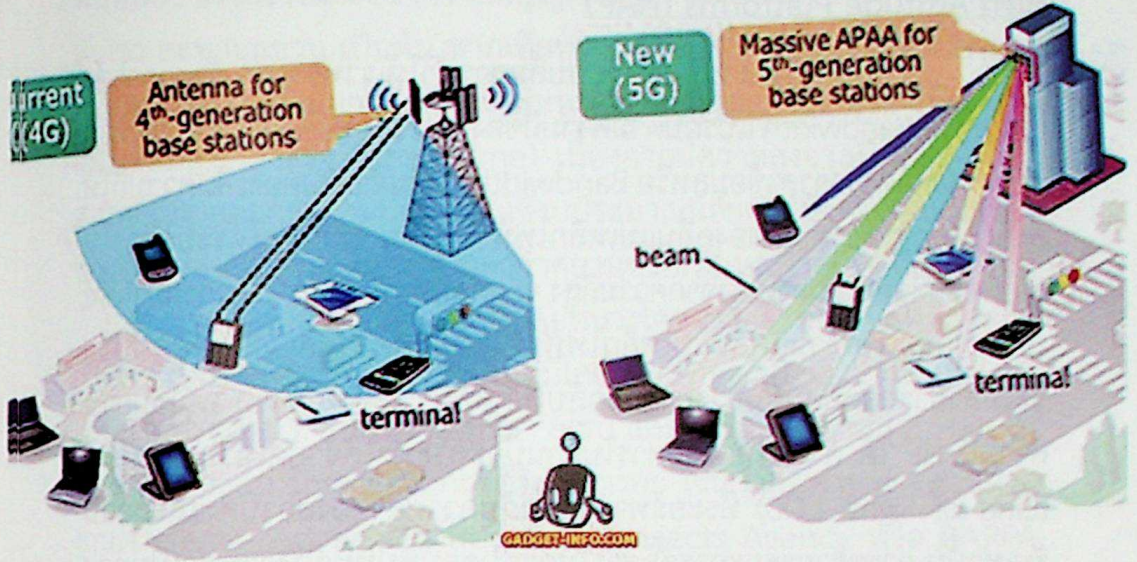 Current
(4G)
Antenna for
4th-generation
base stations
terminal
New
(5G)
Massive APAA for
5th-generation
base stations
beam
terminal
GADGET-INFO.COM